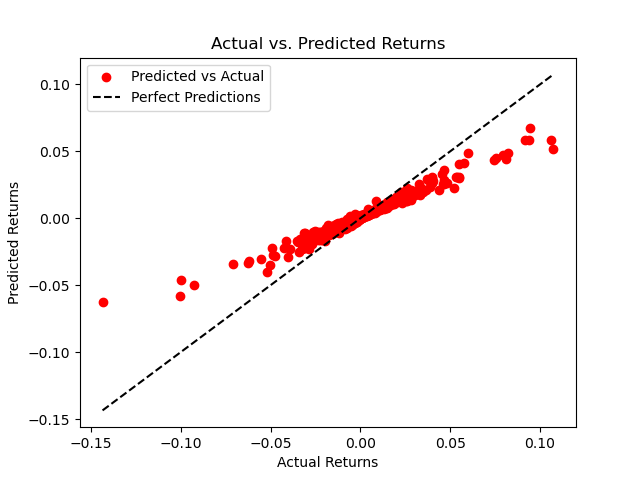 Actual vs. Predicted Returns
Predicted vs Actual
Perfect Predictions
0.10
0.05
0.00
−0.05
−0.10
−0.15
Predicted Returns
−0.15
−0.10
−0.05
0.00
0.05
0.10
Actual Returns